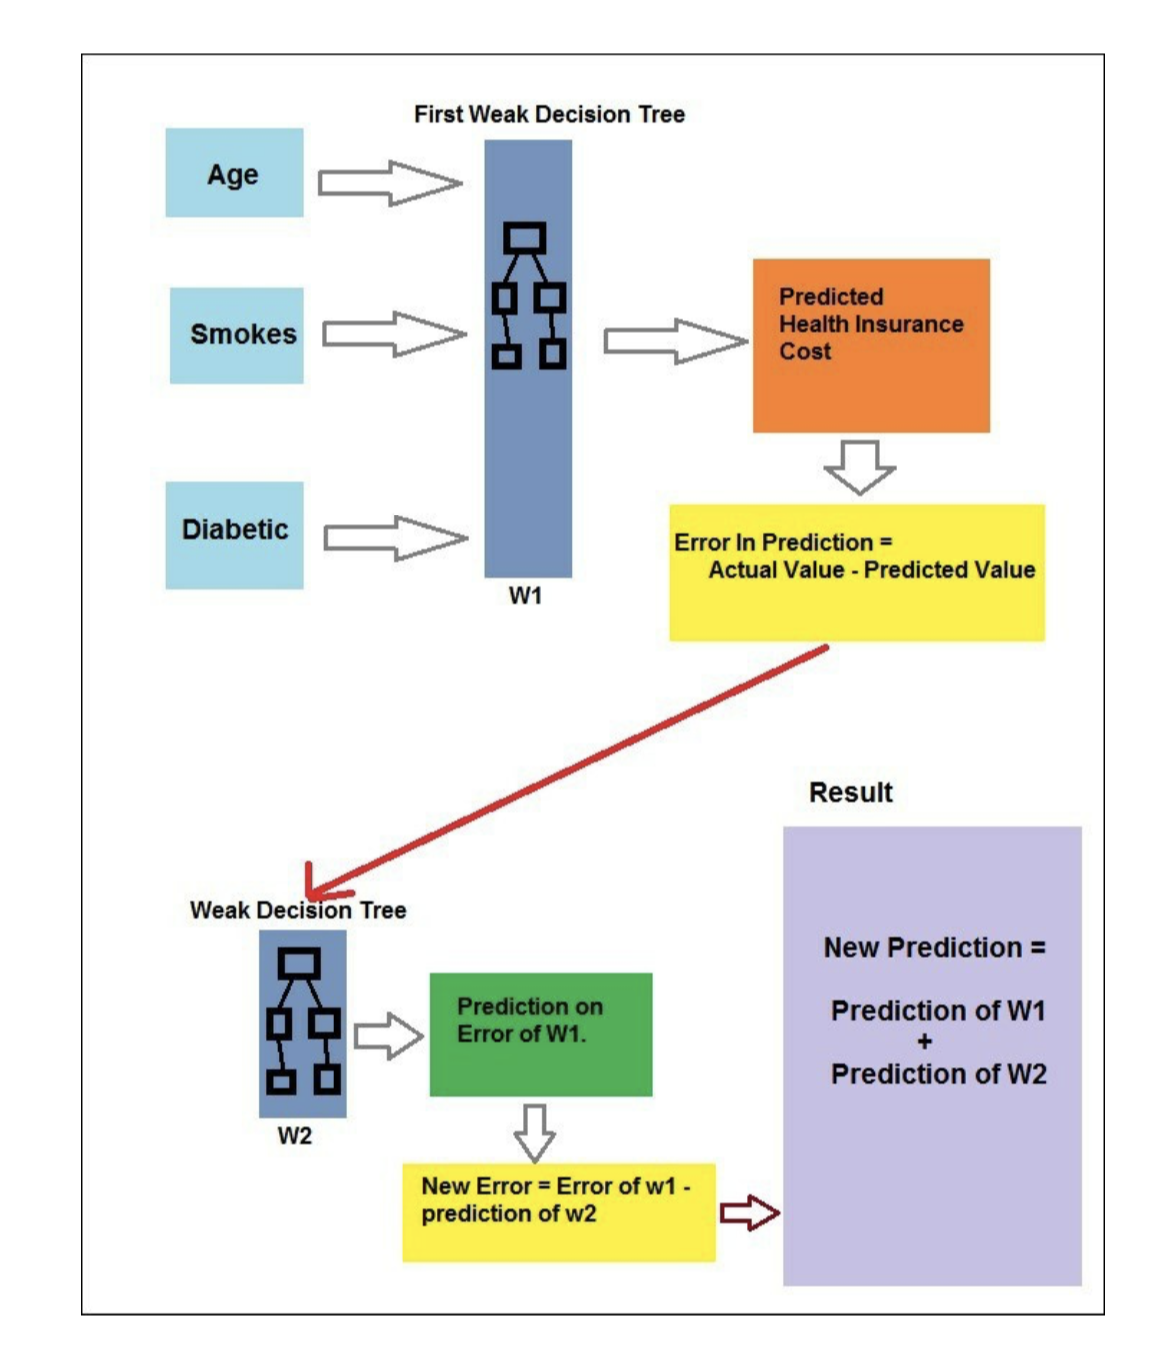 First Weak Decision Tree
Age
Smokes
Diabetic
W1
Predicted
Health Insurance
Cost
Error In Prediction =
Actual Value - Predicted Value
Weak Decision Tree
W2
Prediction on
Error of W1.
New Error = Error of w1 -
prediction of w2
Result
New Prediction =
Prediction of W1
+
Prediction of W2